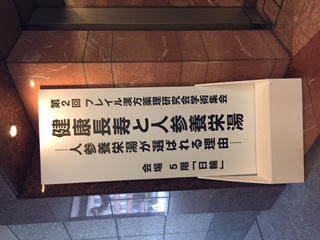 第2回 フレイル漢方薬理研究会学術集会
健康長寿と人参養栄湯
―人参養栄湯が選ばれる理由―
会場 5階「日輪」